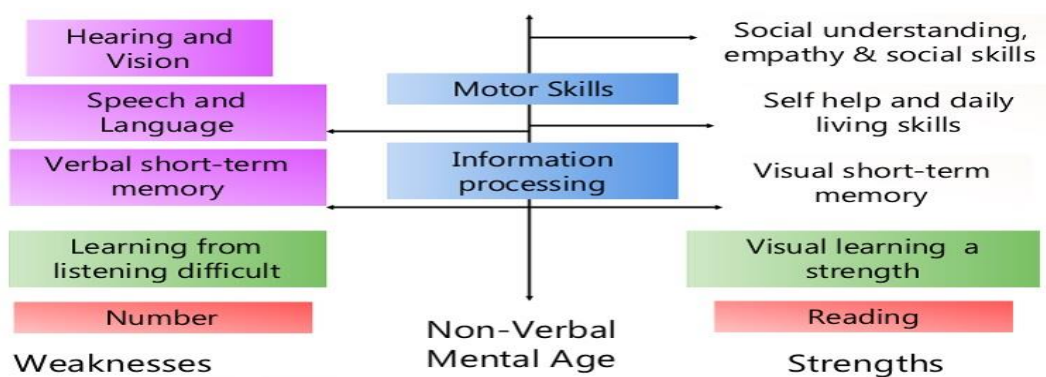 Hearing and
Vision
Speech and
Language
Verbal short-term
memory
Learning from
listening difficult
Number
Weaknesses
Motor Skills
Information
processing
Non-Verbal
Mental Age
Social understanding,
empathy & social skills
Self help and daily
living skills
Visual short-term
memory
Visual learning a
strength
Reading
Strengths